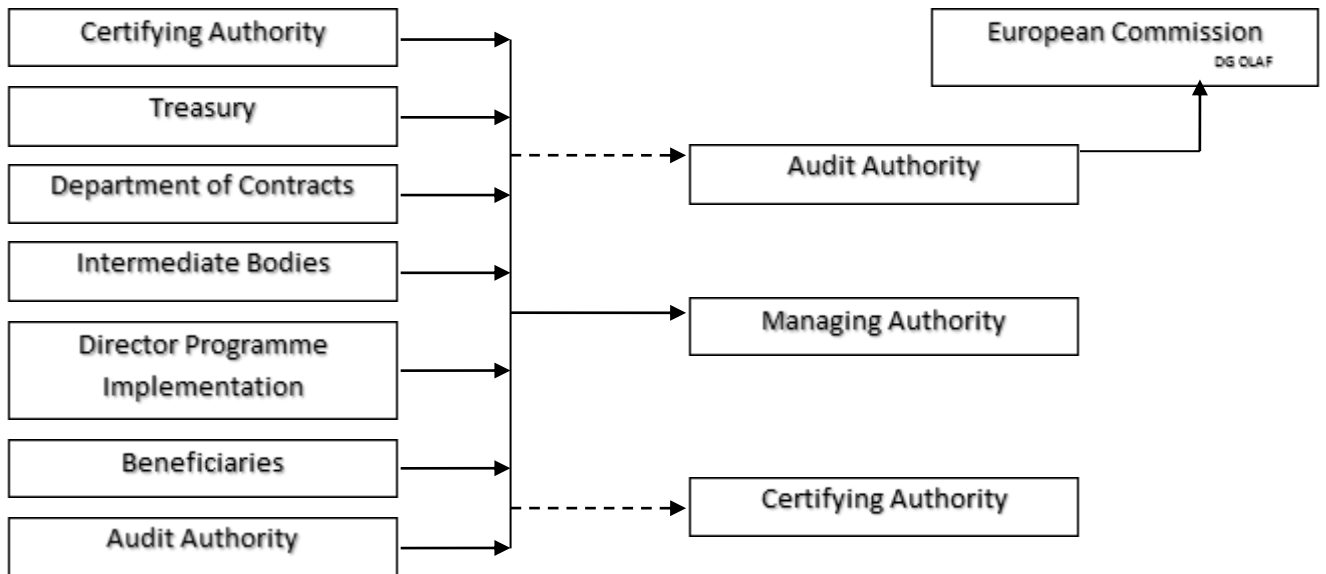 Certifying Authority
Treasury
Department of Contracts
Intermediate Bodies
Director Programme
Implementation
Beneficiaries
Audit Authority
European Commission
DG OLAF
Audit Authority
Managing Authority
Certifying Authority